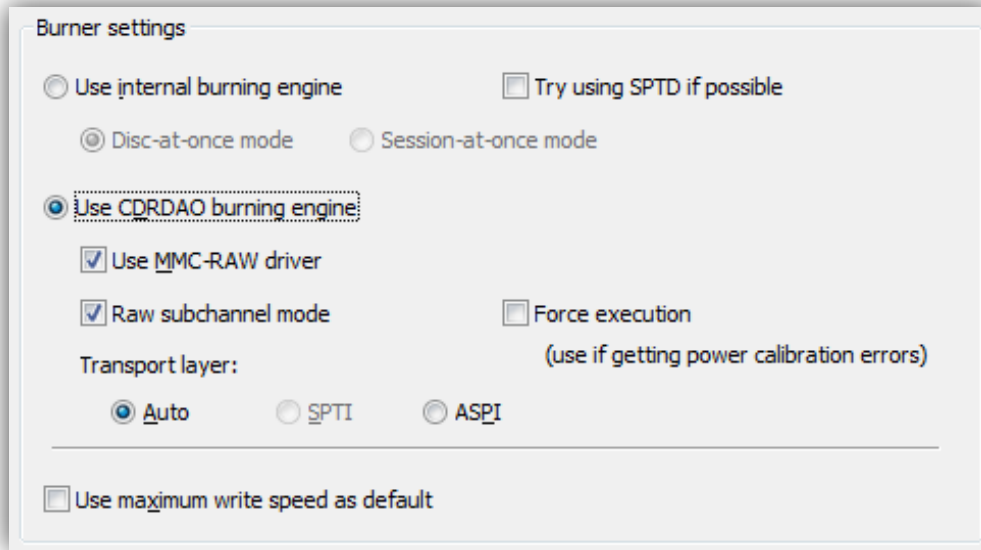 Burner settings
Use internal burning engine
Try using SPTD if possible
Disc-at-once mode
Session-at-once mode
Use CDRDAO burning engine
Use MMC-RAW driver
Raw subchannel mode
Force execution
(use if getting power calibration errors)
Transport layer:
Auto
SPTI
ASPI
Use maximum write speed as default